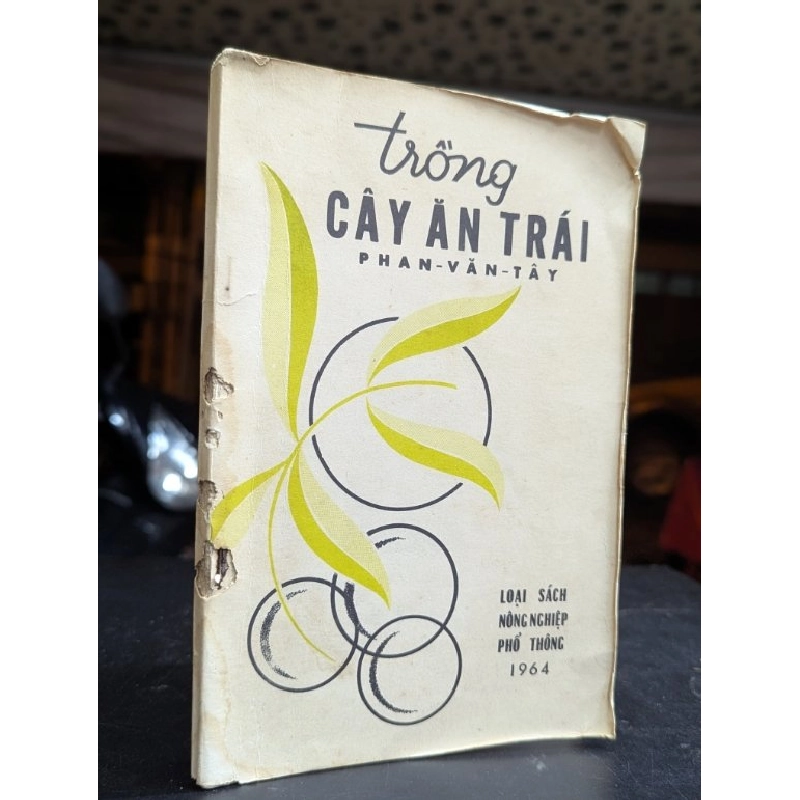 trồng
CÂY ĂN TRÁI
PHAN-VĂN-TÂY
LOẠI SÁCH
NÔNG NGHIỆP
PHỔ THÔNG
1964